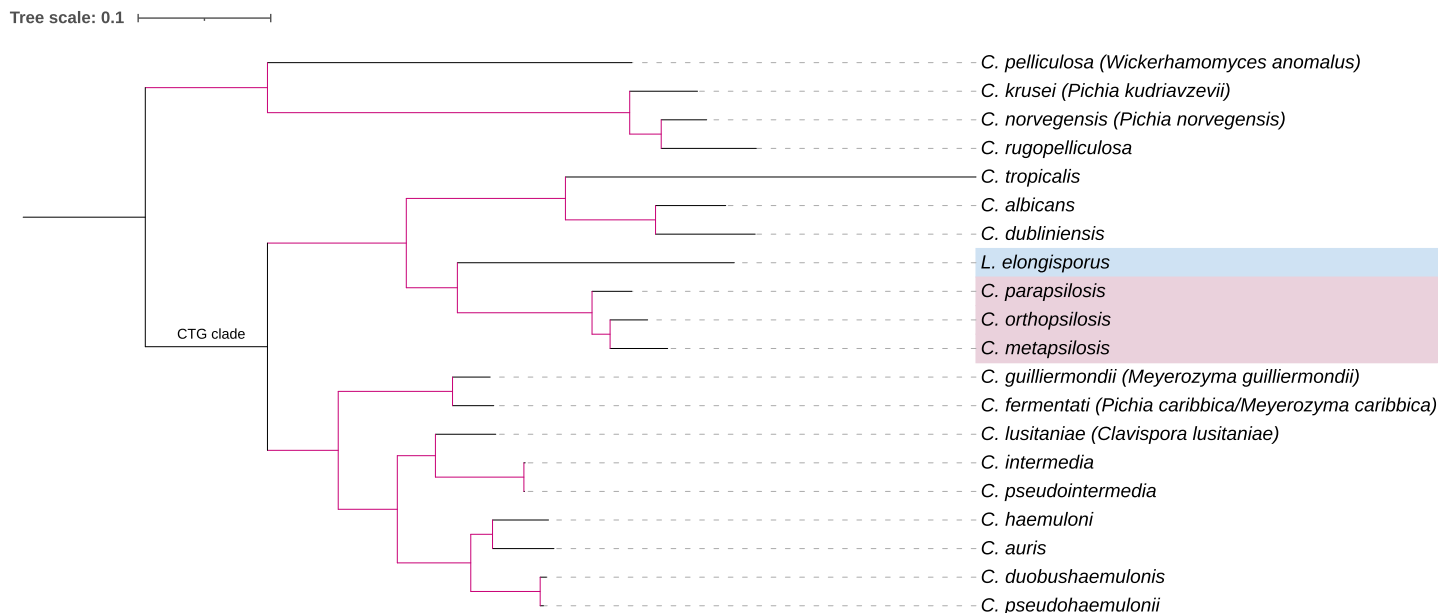 Tree scale: 0.1
C. pelliculosa (Wickerhamomyces anomalus)
C. krusei (Pichia kudriavzevii)
C. norvegensis (Pichia norvegensis)
C. rugopelliculosa
C. tropicalis
C. albicans
C. dubliniensis
L. elongisporus
C. parapsilosis
C. orthopsilosis
CTG clade
C. metapsilosis
C. guilliermondii (Meyerozyma guilliermondii)
C. fermentati (Pichia caribbica/Meyerozyma caribbica)
C. lusitaniae (Clavispora lusitaniae)
C. intermedia
C. pseudointermedia
C. haemuloni
C. auris
C. duobushaemulonis
C. pseudohaemulonii